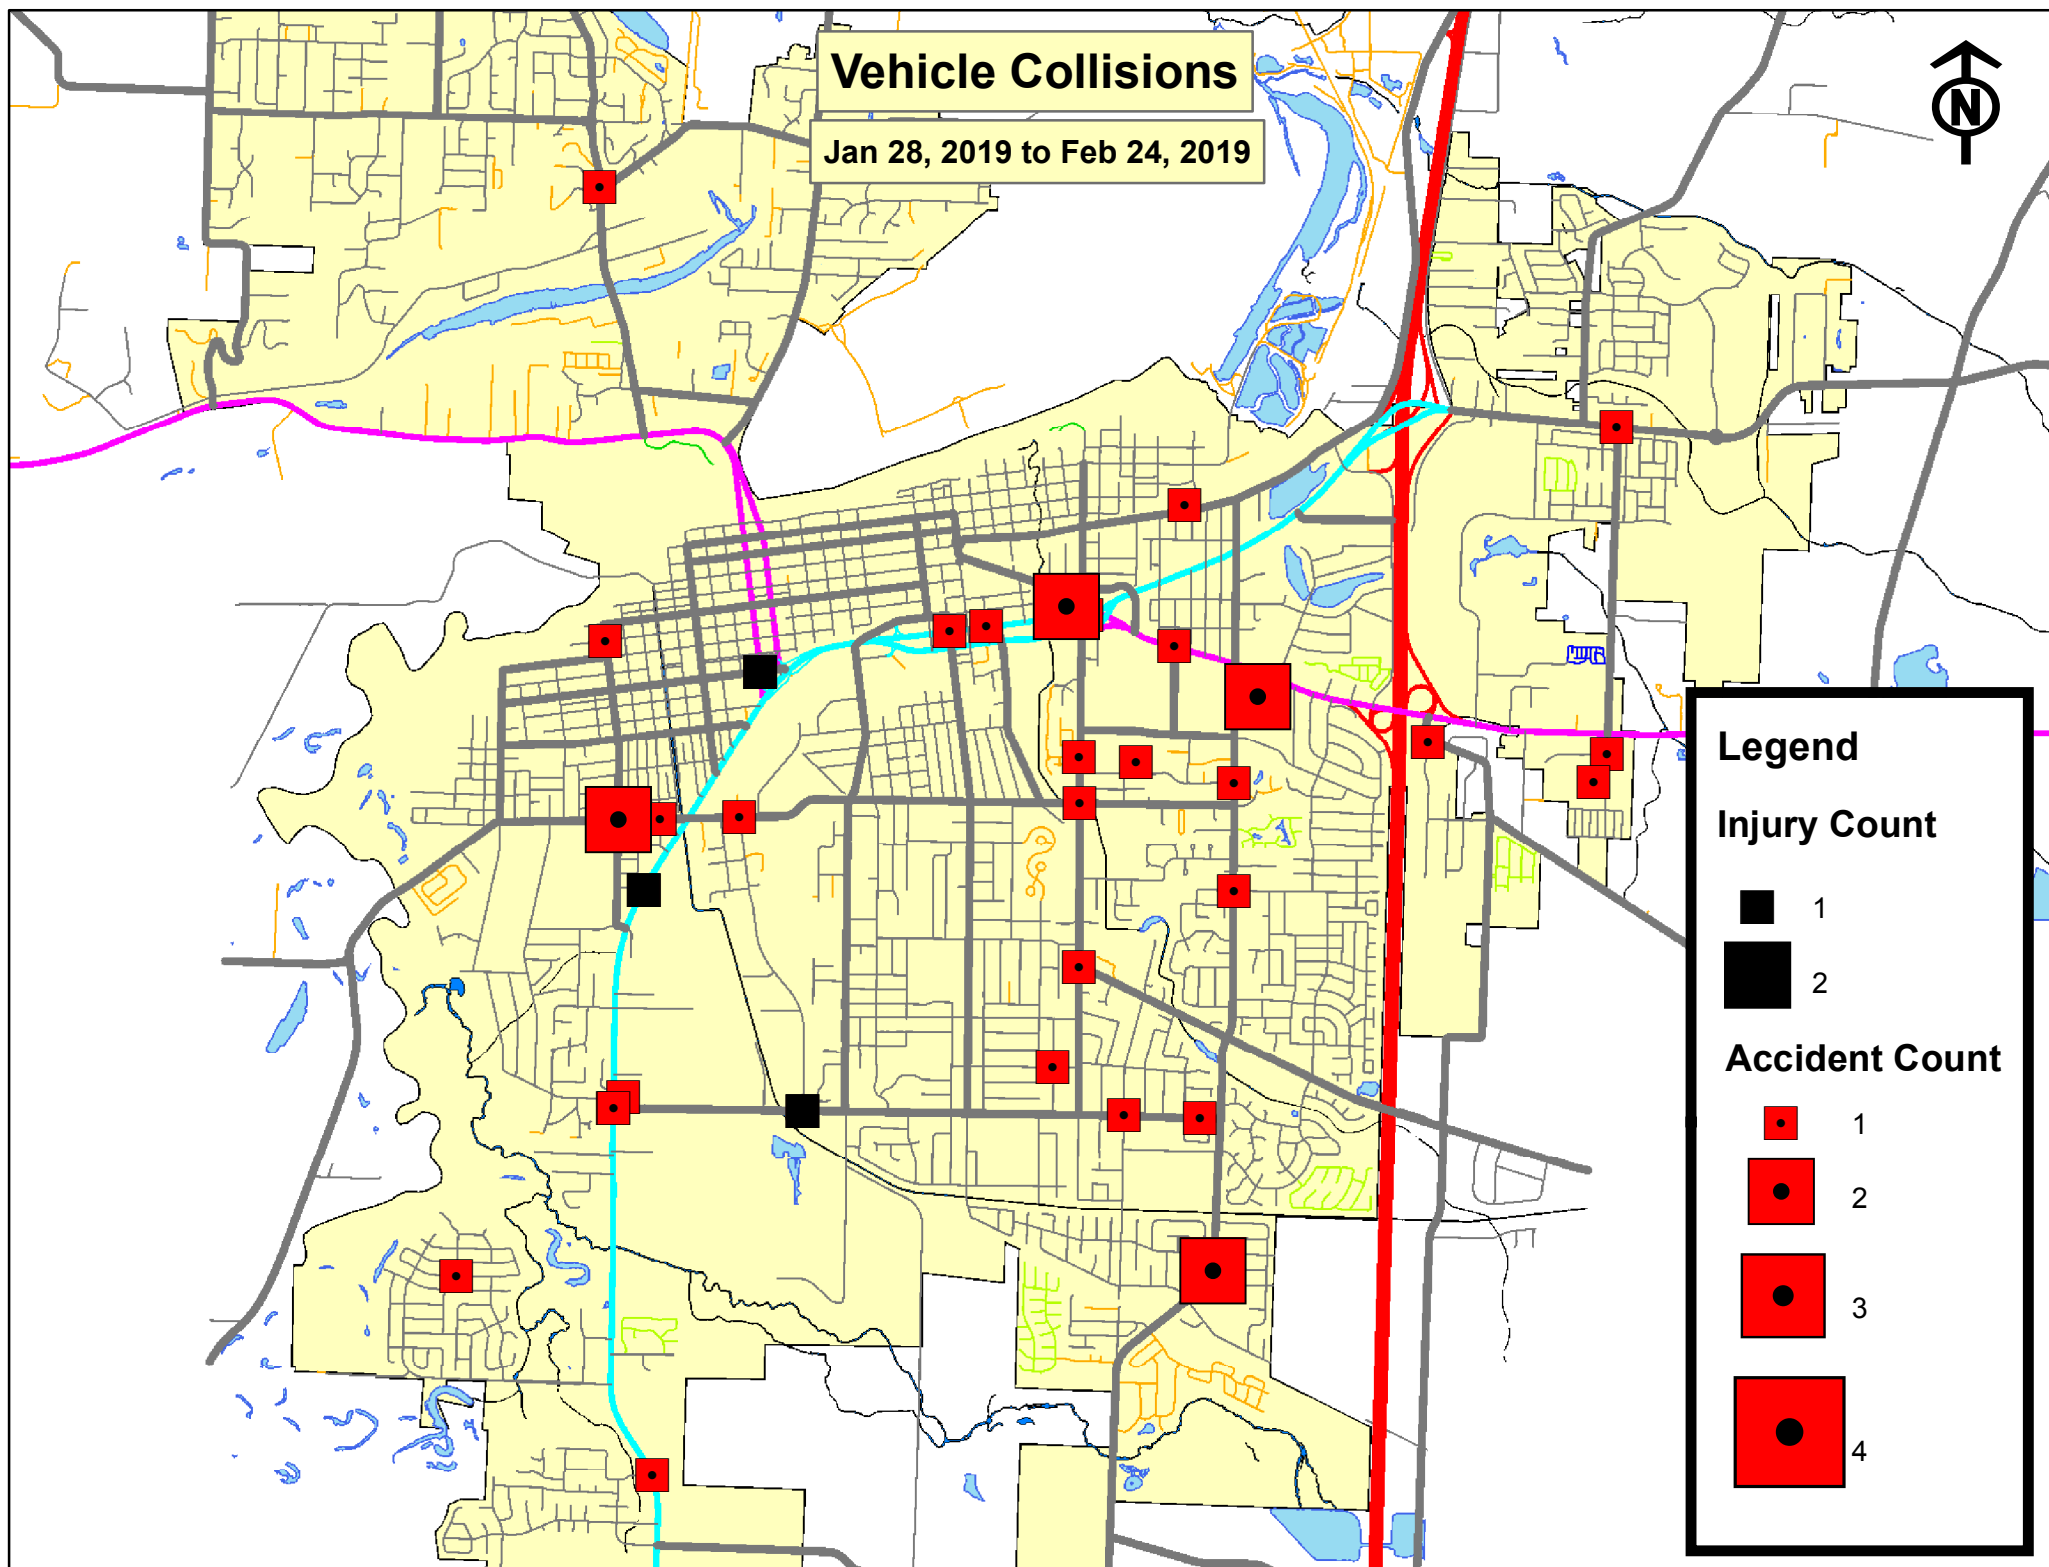 Vehicle Collisions
Jan 28, 2019 to Feb 24, 2019
N
Legend
Injury Count
1
2
Accident Count
1
2
3
4